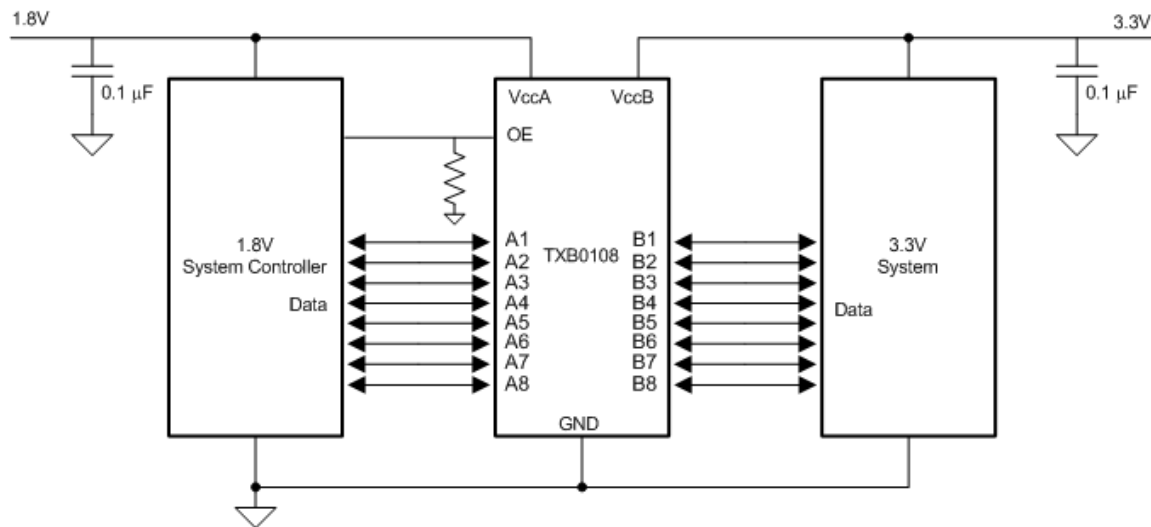 1.8V
3.3V
0.1 μF
0.1 μF
VccA
VccB
OE
1.8V
System Controller
Data
A1
A2
A3
A4
A5
A6
A7
A8
TXB0108
B1
B2
B3
B4
B5
B6
B7
B8
GND
3.3V
System
Data